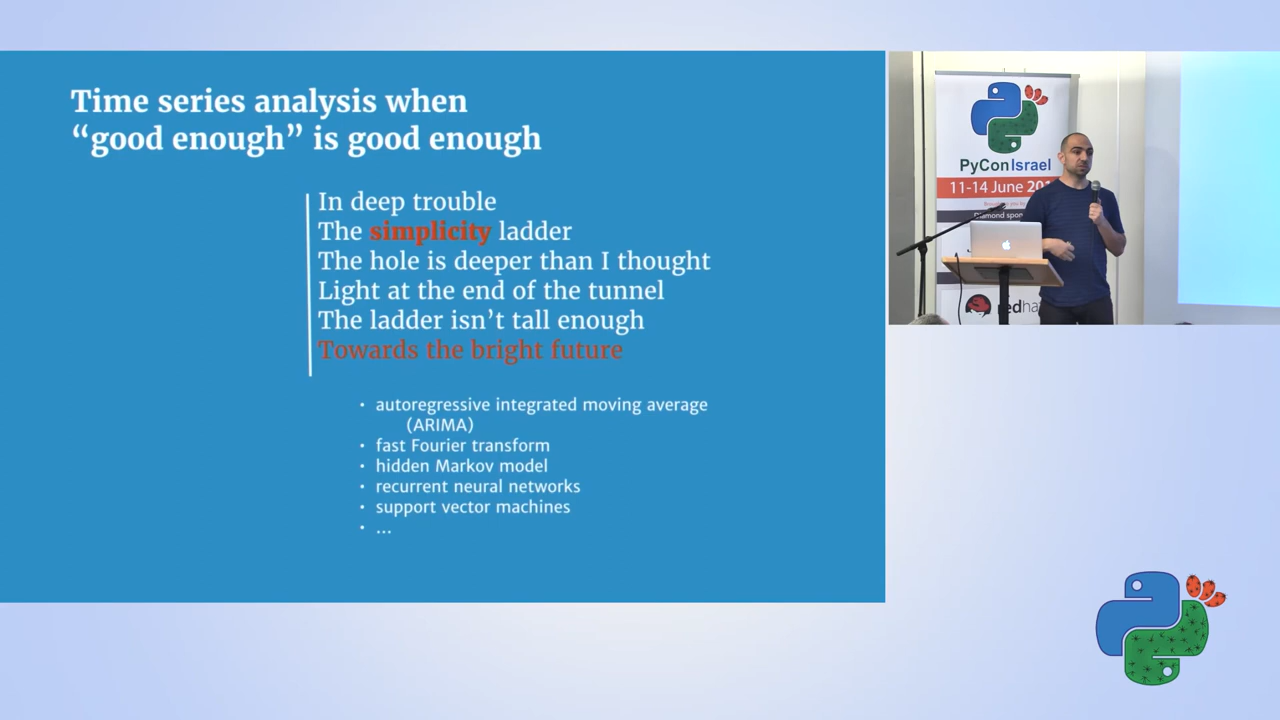 Time series analysis when
“good enough” is good enough
In deep trouble
The simplicity ladder
The hole is deeper than I thought
Light at the end of the tunnel
The ladder isn’t tall enough
Towards the bright future
• autoregressive integrated moving average
(ARIMA)
• fast Fourier transform
• hidden Markov model
• recurrent neural networks
• support vector machines
• ...
PyConIsrael
11-14 June
Diamond
redha